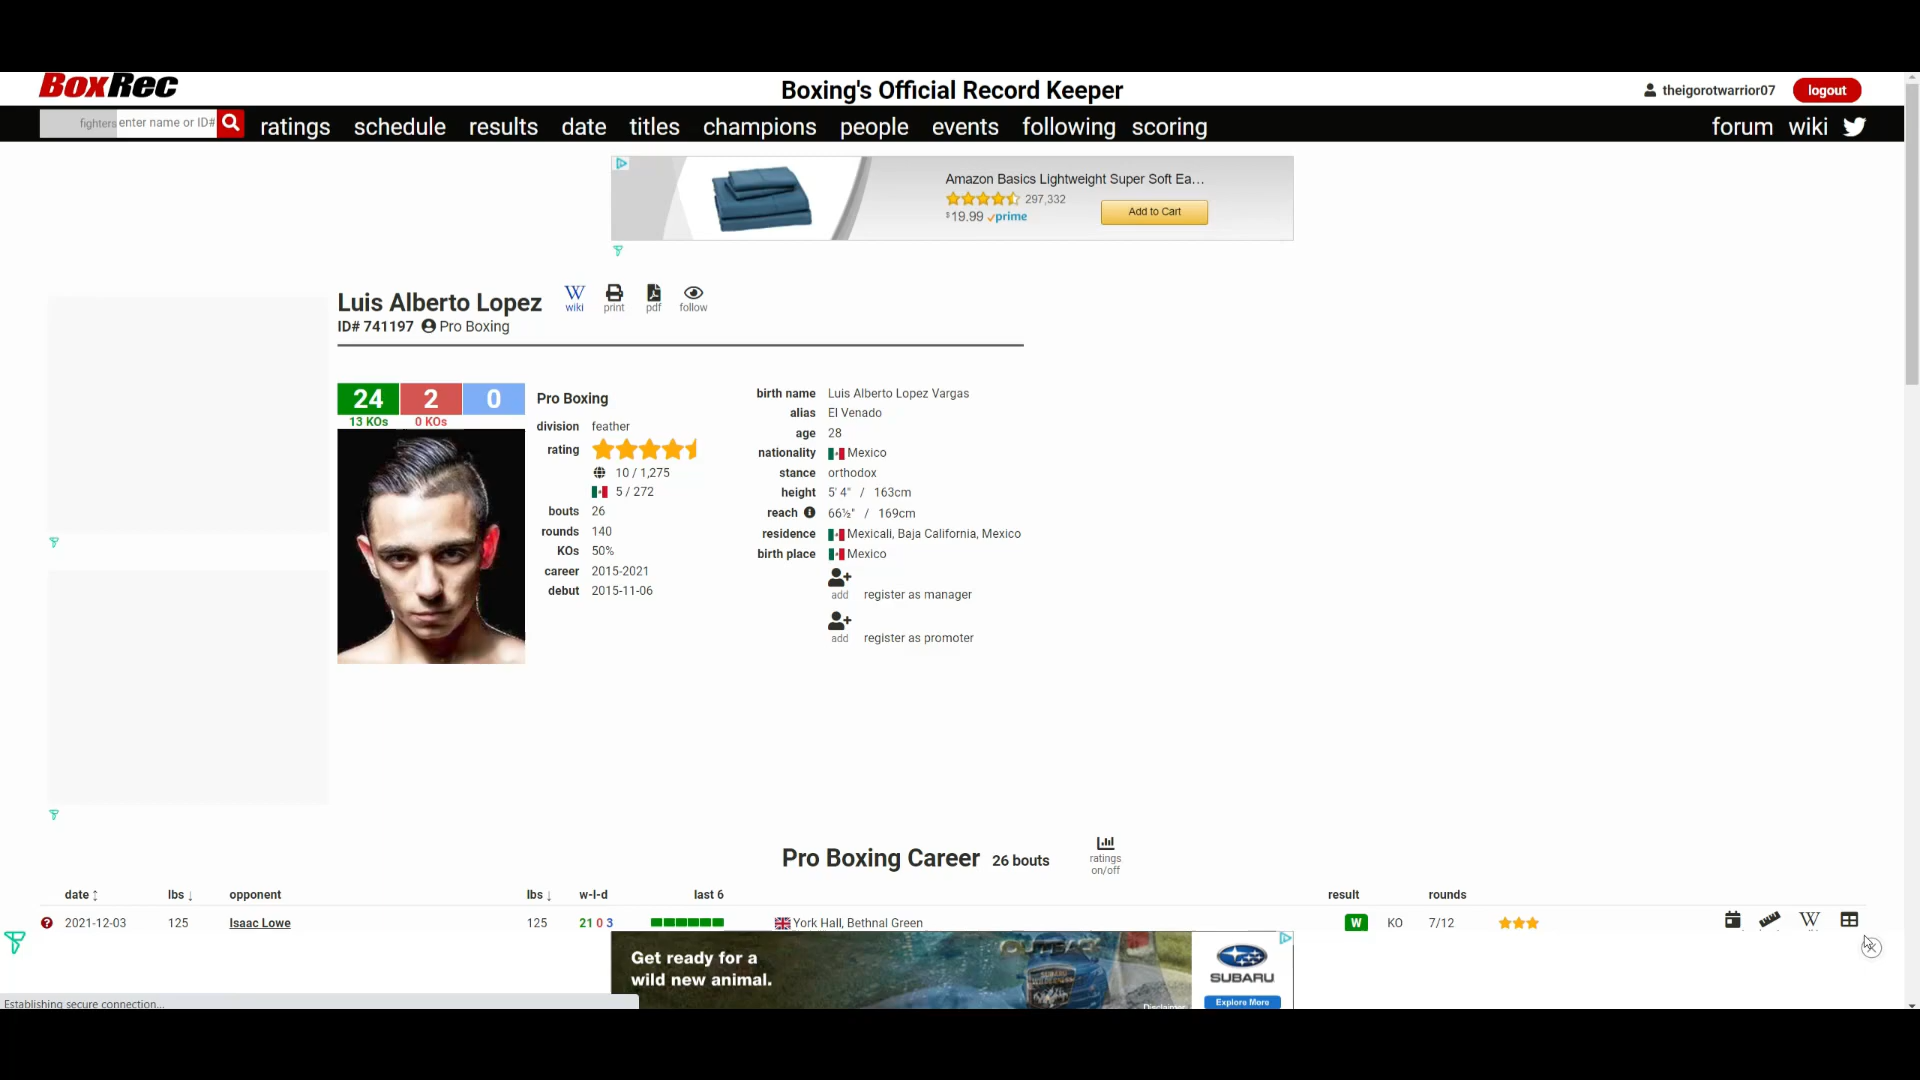 BoxRec
Boxing's Official Record Keeper
theigorotwarrior07
logout
fighters
enter name or ID#
ratings schedule results date titles champions people events following scoring
forum wiki
Amazon Basics Lightweight Super Soft Ea...
297,332
$19.99 prime
Add to Cart
Luis Alberto Lopez
wiki print pdf follow
ID# 741197 Pro Boxing
24 2 0
13 KOs 0 KOs
Pro Boxing
division feather
rating
10 / 1,275
5 / 272
bouts 26
rounds 140
KOs 50%
career 2015-2021
debut 2015-11-06
birth name Luis Alberto Lopez Vargas
alias El Venado
age 28
nationality Mexico
stance orthodox
height 5' 4" / 163cm
reach 66½" / 169cm
residence Mexicali, Baja California, Mexico
birth place Mexico
add register as manager
add register as promoter
Pro Boxing Career 26 bouts
ratings
on/off
date lbs opponent lbs w-l-d last 6 result rounds
2021-12-03 125 Isaac Lowe 125 21 0 3 York Hall, Bethnal Green W KO 7/12
Get ready for a
wild new animal.
OUTBACK
SUBARU
Explore More
Disclaimer
Establishing secure connection...